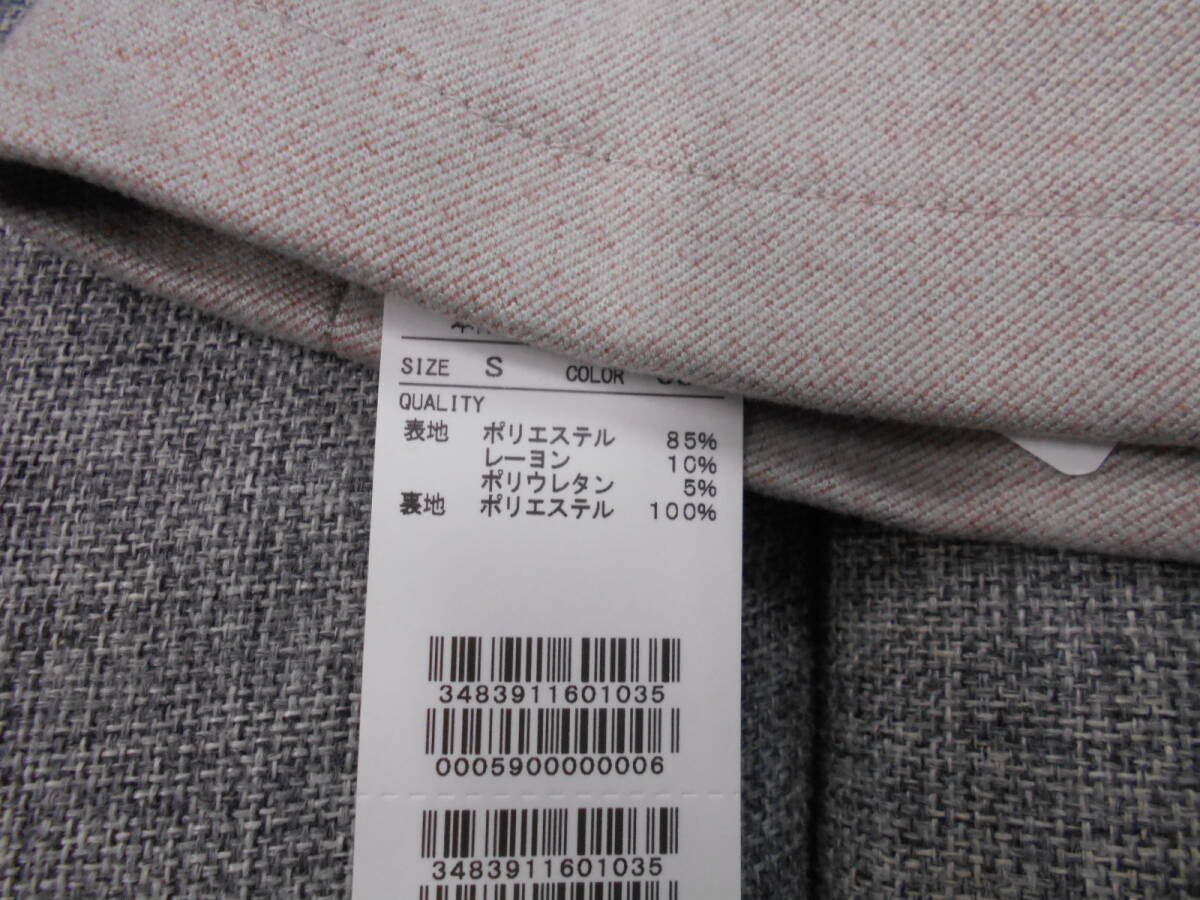 SIZE S COLOR
QUALITY
表地 ポリエステル 85%
レーヨン 10%
ポリウレタン 5%
裏地 ポリエステル 100%
3483911601035
0005900000006
3483911601035